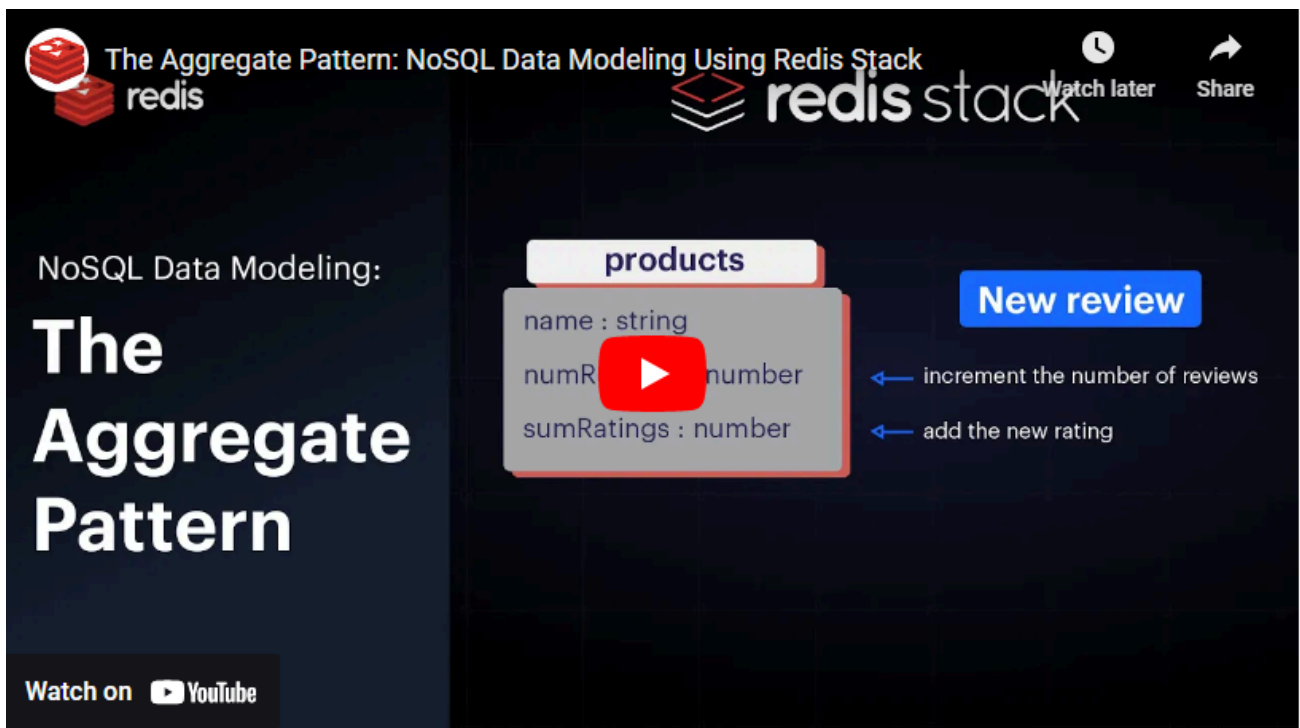 The Aggregate Pattern: NoSQL Data Modeling Using Redis Stack
Watch later
Share
redis
redis stack
NoSQL Data Modeling:
The
Aggregate
Pattern
products
name : string
number
sumRatings : number
New review
increment the number of reviews
add the new rating
Watch on YouTube